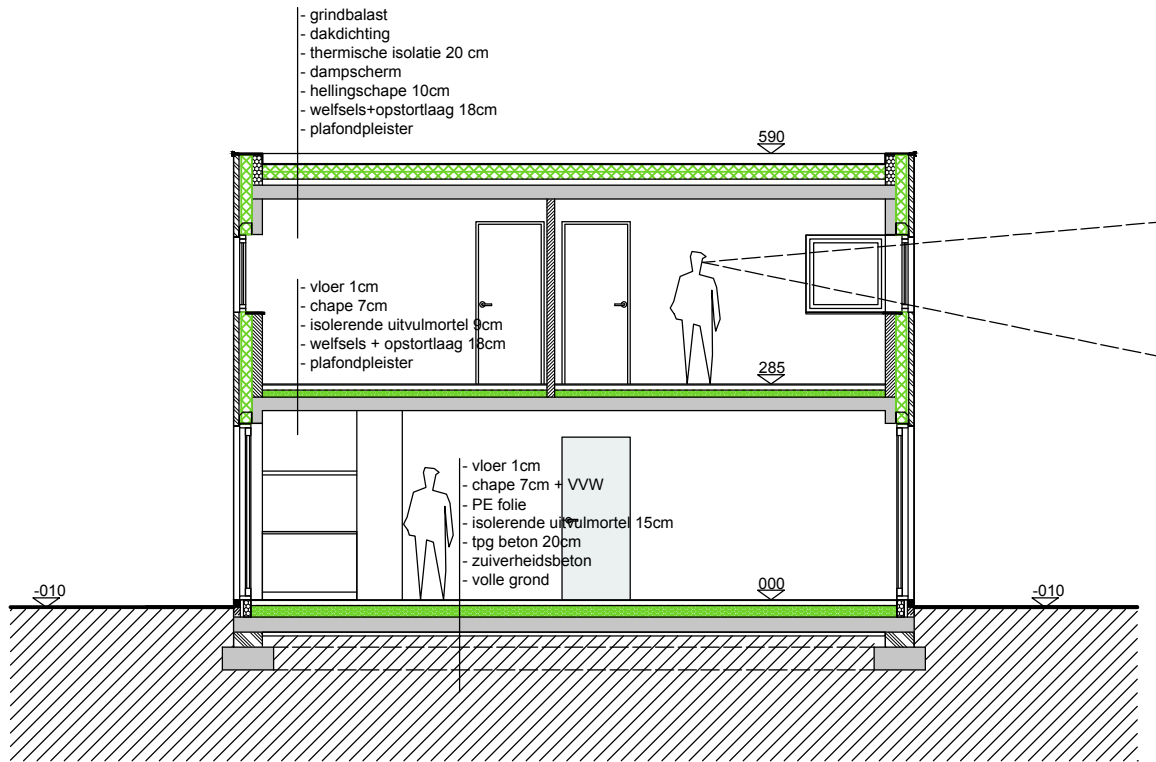 - grindbalast
- dakdichting
- thermische isolatie 20 cm
- dampscherm
- hellingschape 10cm
- welfsels+opstortlaag 18cm
- plafondpleister
590
- vloer 1cm
- chape 7cm
- isolerende uitvulmortel 9cm
- welfsels + opstortlaag 18cm
- plafondpleister
285
- vloer 1cm
- chape 7cm + VVW
- PE folie
- isolerende uitvulmortel 15cm
- tpg beton 20cm
- zuiverheidsbeton
- volle grond
-010
000
-010